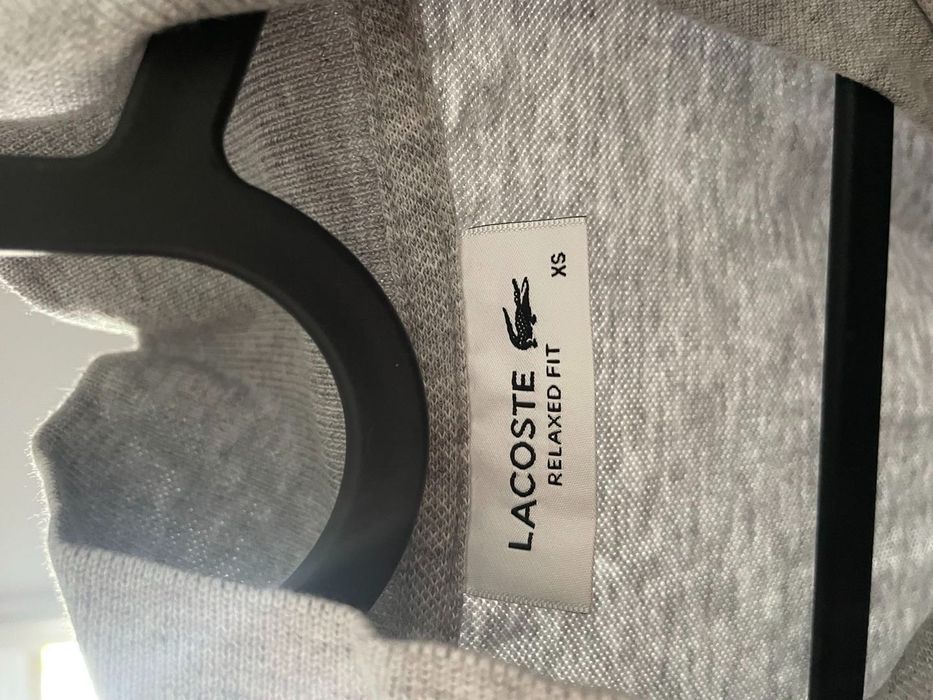 LACOSTE
RELAXED FIT
XS